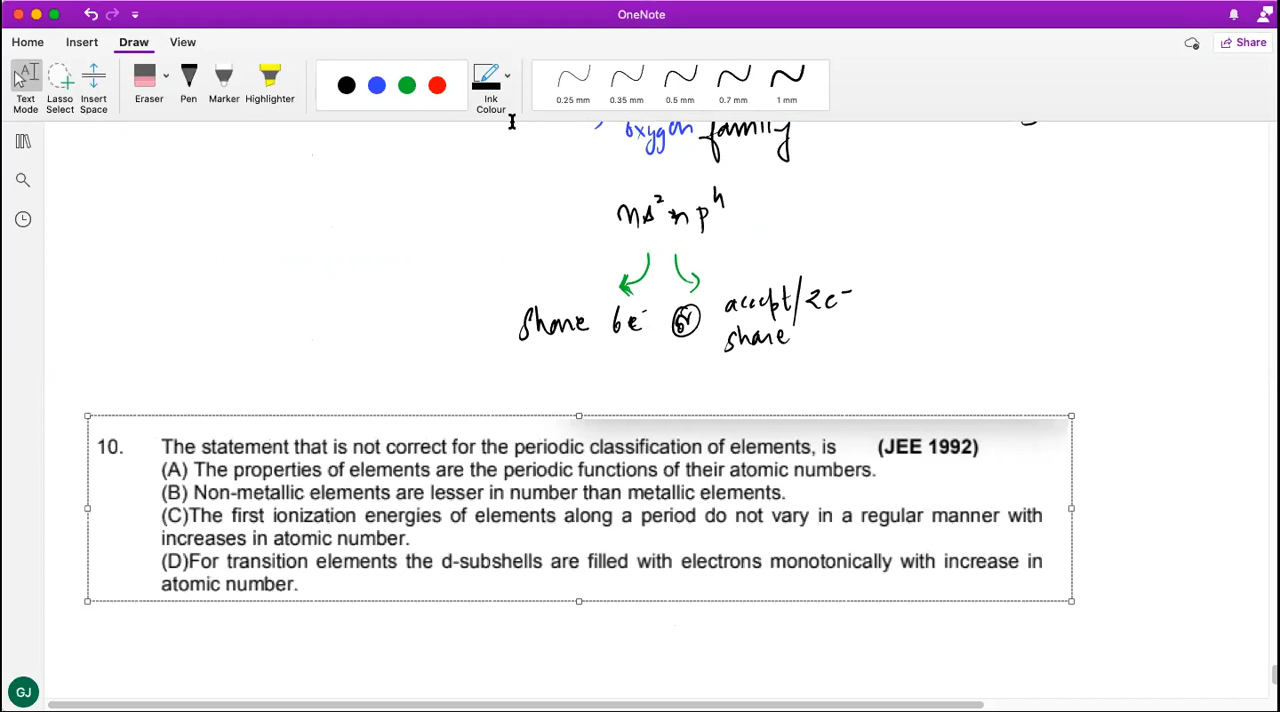 OneNote
Home Insert Draw View
Share
Text Mode
Lasso Select
Insert Space
Eraser
Pen
Marker
Highlighter
Ink Colour
0.25 mm
0.35 mm
0.5 mm
0.7 mm
1 mm
oxygen family
ns² np⁴
share 6e⁻ or accept/2e⁻
share
10. The statement that is not correct for the periodic classification of elements, is (JEE 1992)
(A) The properties of elements are the periodic functions of their atomic numbers.
(B) Non-metallic elements are lesser in number than metallic elements.
(C)The first ionization energies of elements along a period do not vary in a regular manner with
increases in atomic number.
(D)For transition elements the d-subshells are filled with electrons monotonically with increase in
atomic number.
GJ